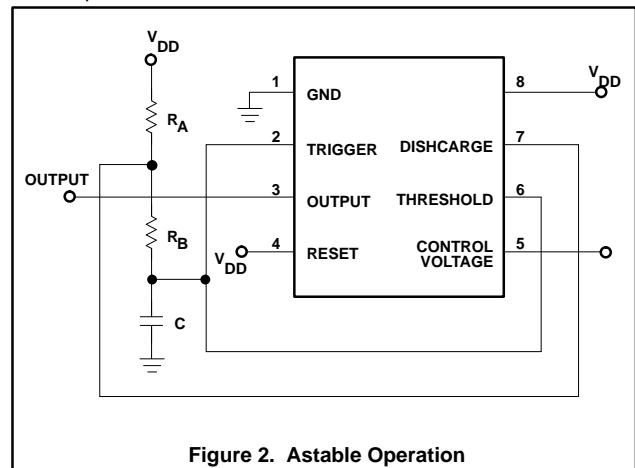 V DD
R A
OUTPUT
R B
C
V DD
1 GND
2 TRIGGER
3 OUTPUT
4 RESET
8 V DD
DISHCARGE 7
THRESHOLD 6
CONTROL VOLTAGE 5
Figure 2. Astable Operation